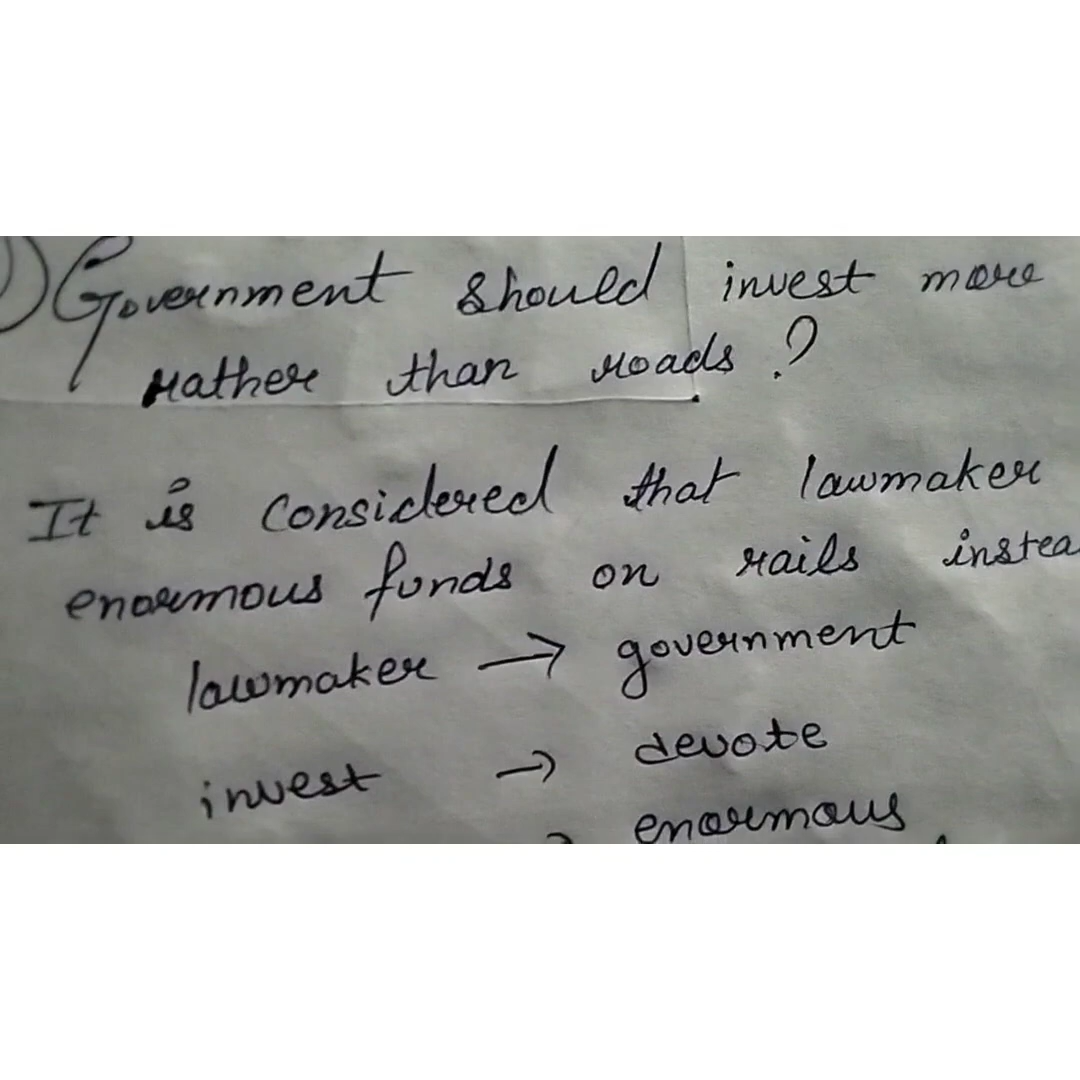 Government should invest more
rather than roads ?
It is considered that lawmaker
enormous funds on rails instea
lawmaker → government
invest → devote
enormous